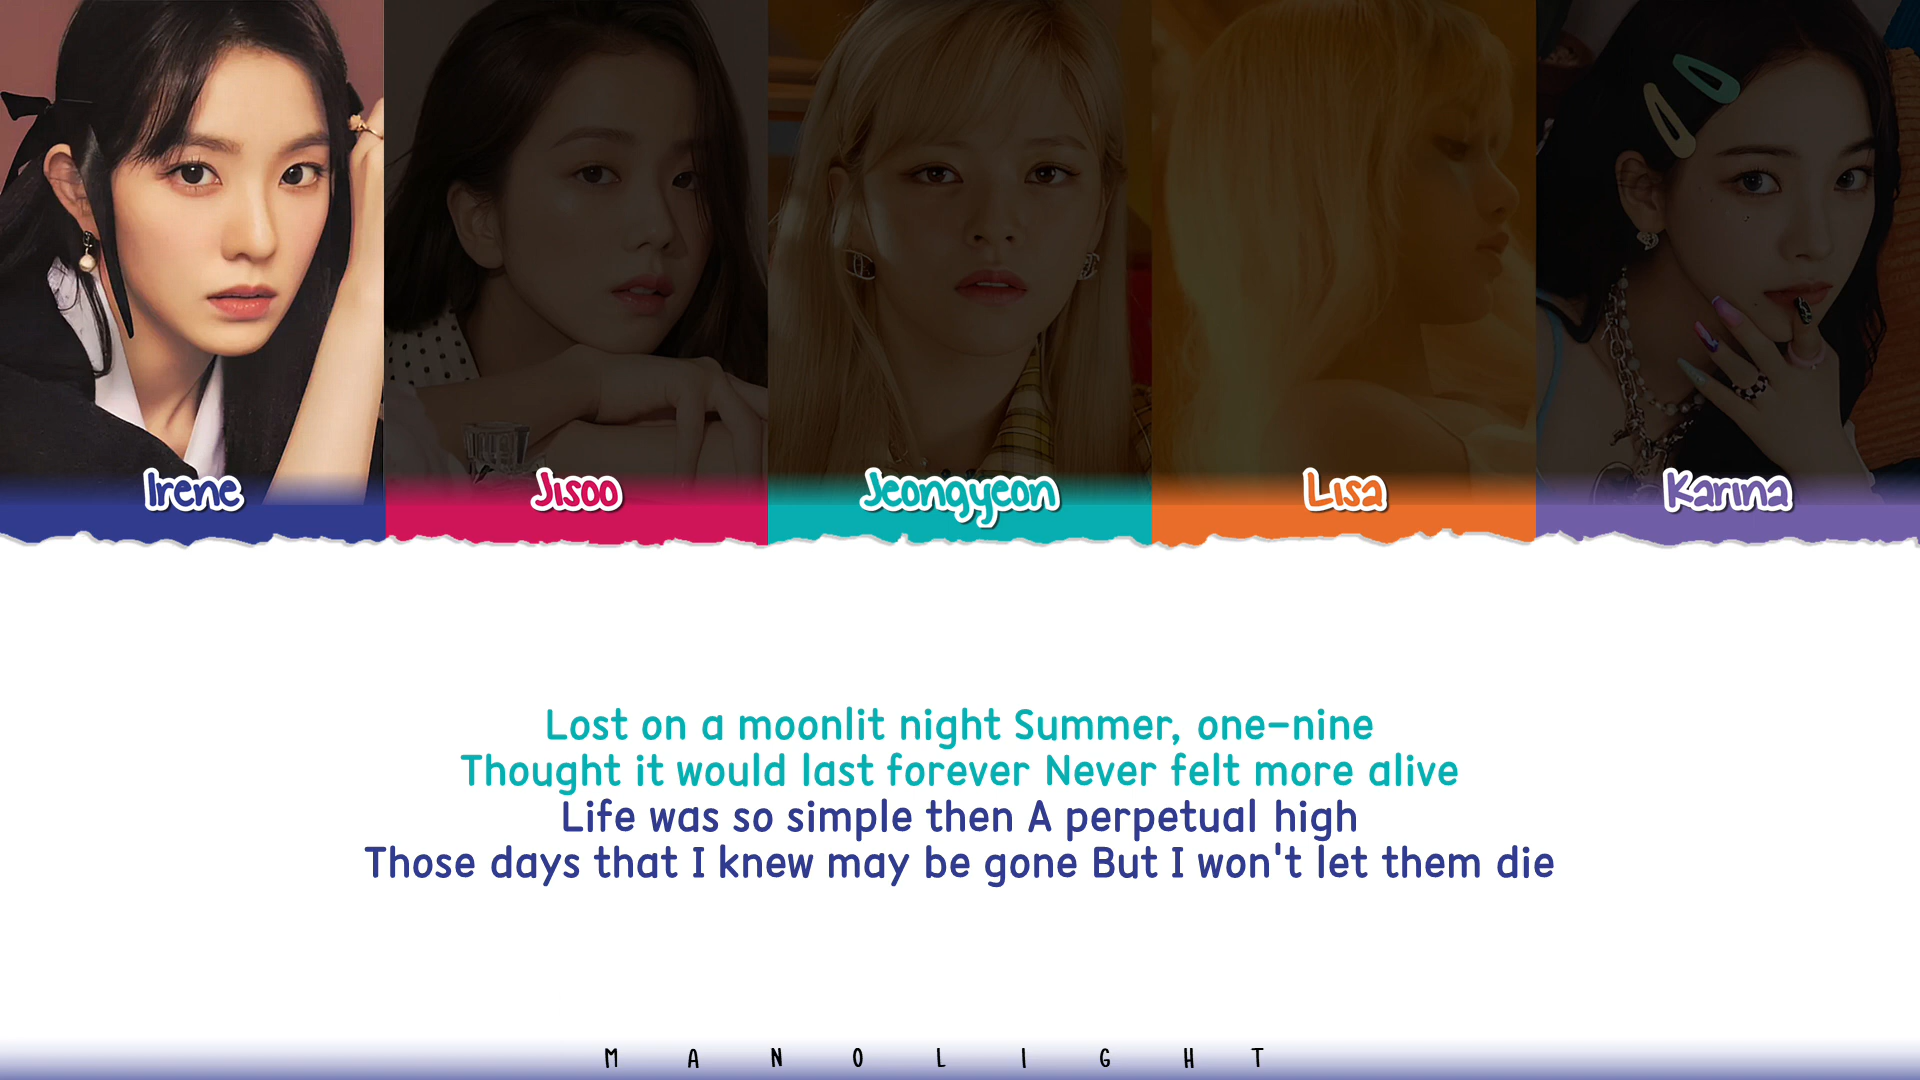 Irene
Jisoo
Jeongyeon
Lisa
Karina
Lost on a moonlit night Summer, one-nine
Thought it would last forever Never felt more alive
Life was so simple then A perpetual high
Those days that I knew may be gone But I won't let them die
M A N O L I G H T